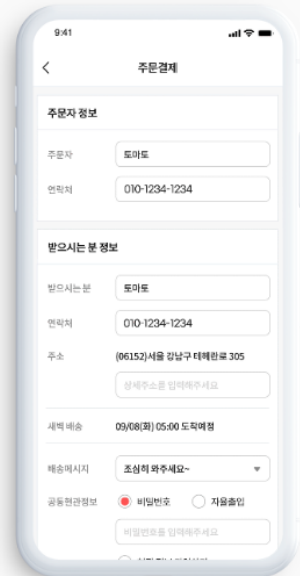 9:41
주문결제
주문자 정보
주문자 토마토
연락처 010-1234-1234
받으시는 분 정보
받으시는 분 토마토
연락처 010-1234-1234
주소 (06152)서울 강남구 테헤란로 305
상세주소를 입력해주세요
새벽 배송 09/08(화) 05:00 도착예정
배송메시지 조심히 와주세요~
공동현관정보 비밀번호 자율출입
비밀번호를 입력해주세요